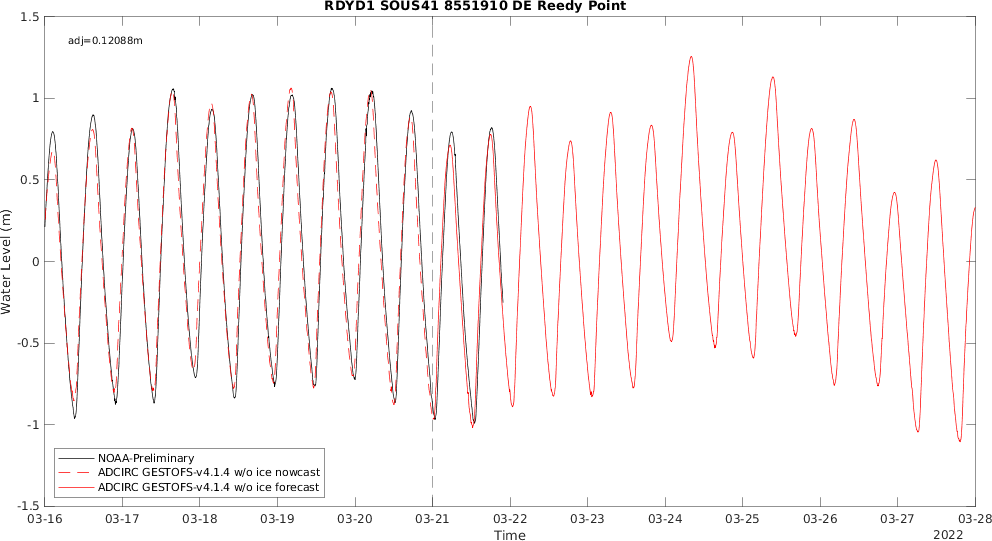 RDYD1 SOUS41 8551910 DE Reedy Point
adj=0.12088m
1.5
1
0.5
0
-0.5
-1
-1.5
Water Level (m)
NOAA-Preliminary
ADCIRC GESTOFS-v4.1.4 w/o ice nowcast
ADCIRC GESTOFS-v4.1.4 w/o ice forecast
03-16 03-17 03-18 03-19 03-20 03-21 03-22 03-23 03-24 03-25 03-26 03-27 03-28
Time
2022